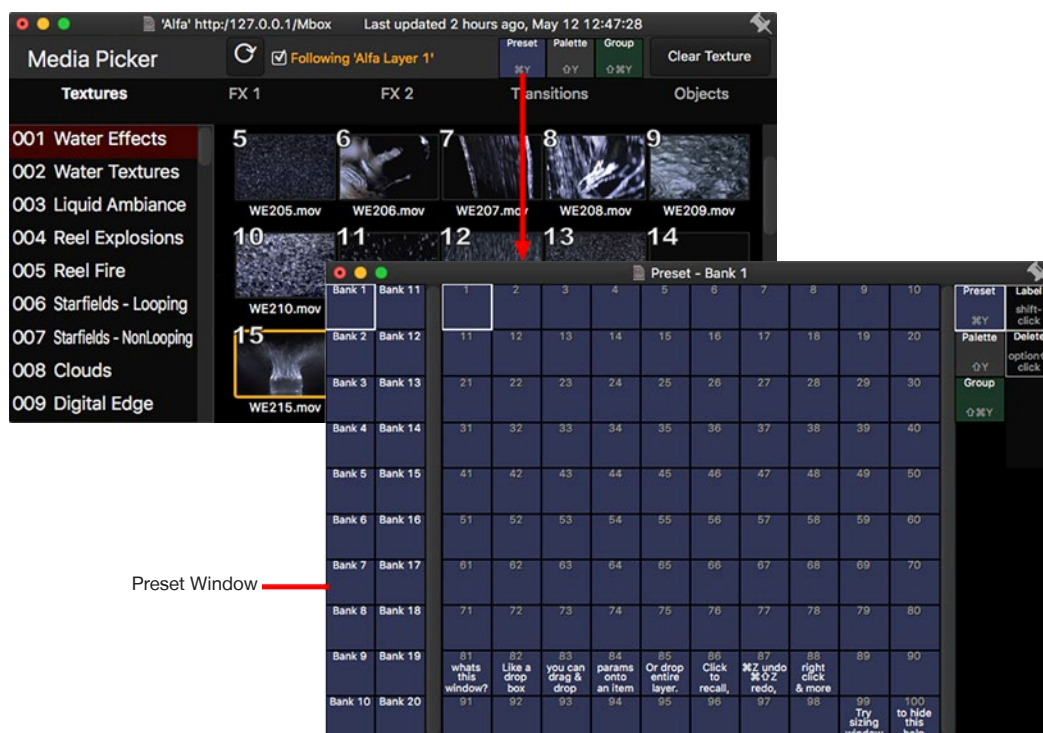 'Alfa' http:/127.0.0.1/Mbox Last updated 2 hours ago, May 12 12:47:28
Media Picker
Following 'Alfa Layer 1'
Preset Palette Group
⌘Y ⇧Y ⇧⌘Y
Clear Texture
Textures FX 1 FX 2 Transitions Objects
001 Water Effects
002 Water Textures
003 Liquid Ambiance
004 Reel Explosions
005 Reel Fire
006 Starfields - Looping
007 Starfields - NonLooping
008 Clouds
009 Digital Edge
5 6 7 8 9
WE205.mov WE206.mov WE207.mov WE208.mov WE209.mov
10 11 12 13 14
WE210.mov
15
WE215.mov
Preset - Bank 1
Bank 1 Bank 11 1 2 3 4 5 6 7 8 9 10
Bank 2 Bank 12 11 12 13 14 15 16 17 18 19 20
Bank 3 Bank 13 21 22 23 24 25 26 27 28 29 30
Bank 4 Bank 14 31 32 33 34 35 36 37 38 39 40
Bank 5 Bank 15 41 42 43 44 45 46 47 48 49 50
Bank 6 Bank 16 51 52 53 54 55 56 57 58 59 60
Bank 7 Bank 17 61 62 63 64 65 66 67 68 69 70
Bank 8 Bank 18 71 72 73 74 75 76 77 78 79 80
Bank 9 Bank 19 81 82 83 84 85 86 87 88 89 90
whats Like a you can params Or drop Click ⌘Z undo right
this drop drag & onto entire to ⌘⇧Z click
window? box drop an item layer. recall, redo, & more
Bank 10 Bank 20 91 92 93 94 95 96 97 98 99 100
Try to hide
sizing this
window help
Preset Label
shift-
⌘Y click
Palette Delete
option
⇧Y click
Group
⇧⌘Y
Preset Window